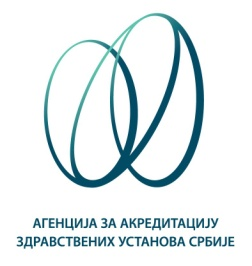 АГЕНЦИЈА ЗА АКРЕДИТАЦИЈУ
ЗДРАВСТВЕНИХ УСТАНОВА СРБИЈЕ